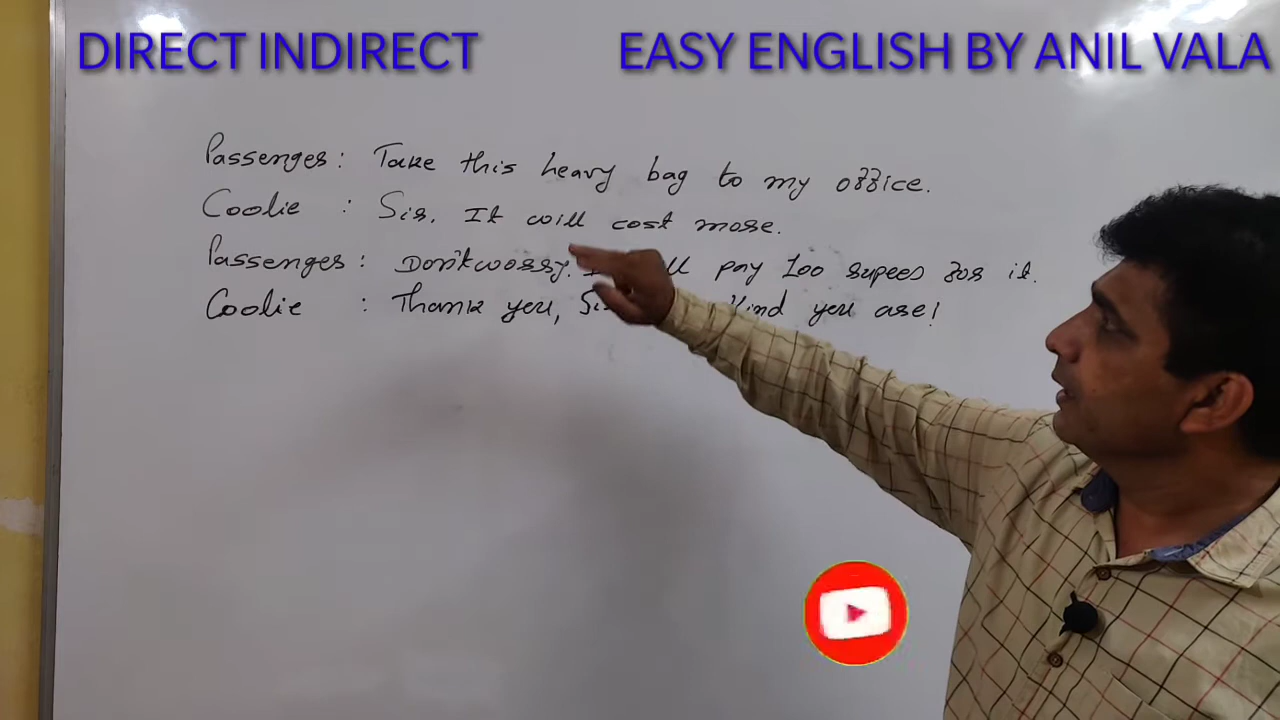 DIRECT INDIRECT
EASY ENGLISH BY ANIL VALA
Passenger: Take this heavy bag to my office.
Coolie : Sir. It will cost more.
Passenger: Don't worry. pay 100 rupees for it.
Coolie : Thank you, kind you are!